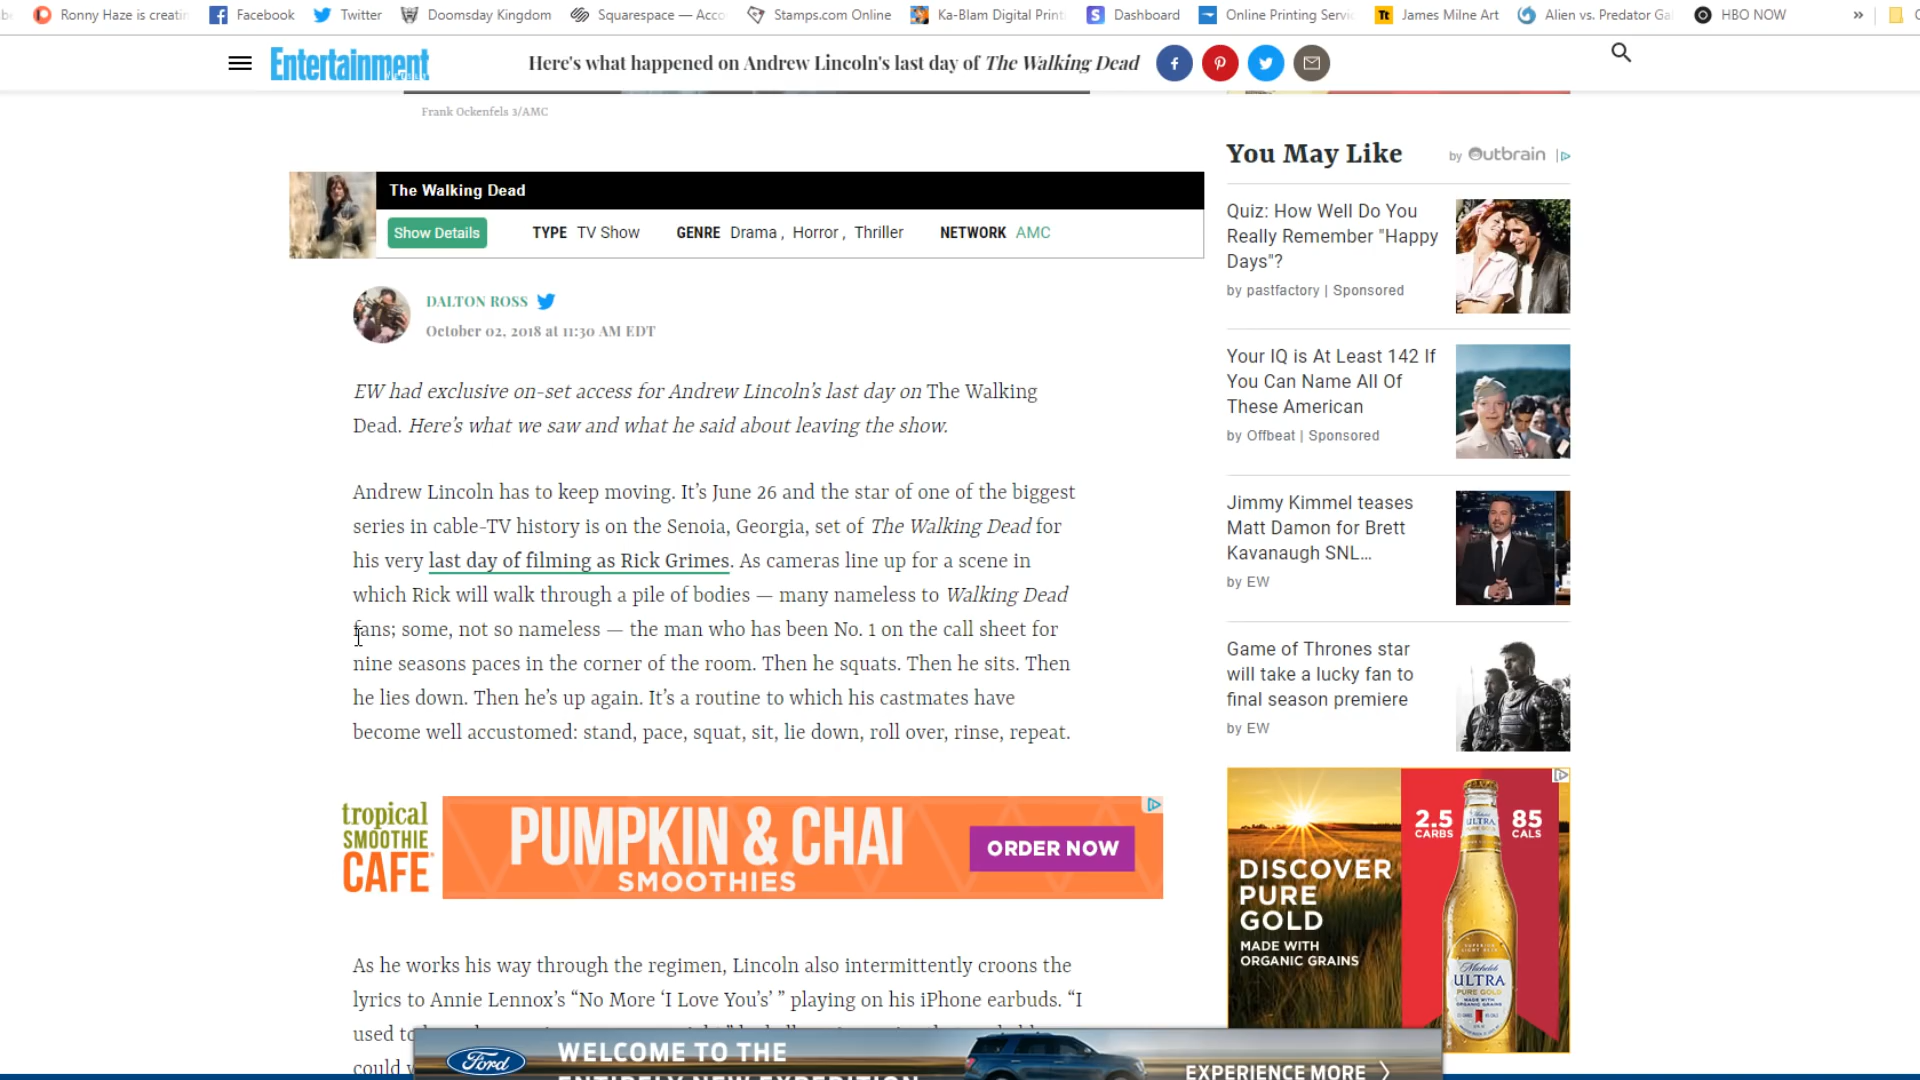 Ronny Haze is creatin
Facebook
Twitter
Doomsday Kingdom
Squarespace — Acco
Stamps.com Online
Ka-Blam Digital Print
Dashboard
Online Printing Servic
James Milne Art
Alien vs. Predator Ga
HBO NOW
»
Entertainment
Here's what happened on Andrew Lincoln's last day of The Walking Dead
Frank Ockenfels 3/AMC
The Walking Dead
Show Details TYPE TV Show GENRE Drama , Horror , Thriller NETWORK AMC
DALTON ROSS
October 02, 2018 at 11:30 AM EDT
EW had exclusive on-set access for Andrew Lincoln's last day on The Walking
Dead. Here's what we saw and what he said about leaving the show.
Andrew Lincoln has to keep moving. It's June 26 and the star of one of the biggest
series in cable-TV history is on the Senoia, Georgia, set of The Walking Dead for
his very last day of filming as Rick Grimes. As cameras line up for a scene in
which Rick will walk through a pile of bodies — many nameless to Walking Dead
fans; some, not so nameless — the man who has been No. 1 on the call sheet for
nine seasons paces in the corner of the room. Then he squats. Then he sits. Then
he lies down. Then he's up again. It's a routine to which his castmates have
become well accustomed: stand, pace, squat, sit, lie down, roll over, rinse, repeat.
tropical
SMOOTHIE
CAFE
PUMPKIN & CHAI
SMOOTHIES
ORDER NOW
As he works his way through the regimen, Lincoln also intermittently croons the
lyrics to Annie Lennox's “No More ‘I Love You's’ ” playing on his iPhone earbuds. “I
used to
could
Ford
WELCOME TO THE
ENTIRELY NEW EXPEDITION
EXPERIENCE MORE
You May Like
by Outbrain
Quiz: How Well Do You
Really Remember "Happy
Days"?
by pastfactory | Sponsored
Your IQ is At Least 142 If
You Can Name All Of
These American
by Offbeat | Sponsored
Jimmy Kimmel teases
Matt Damon for Brett
Kavanaugh SNL...
by EW
Game of Thrones star
will take a lucky fan to
final season premiere
by EW
2.5
CARBS
85
CALS
DISCOVER
PURE
GOLD
MADE WITH
ORGANIC GRAINS
ULTRA
Michelob
ULTRA
PURE GOLD